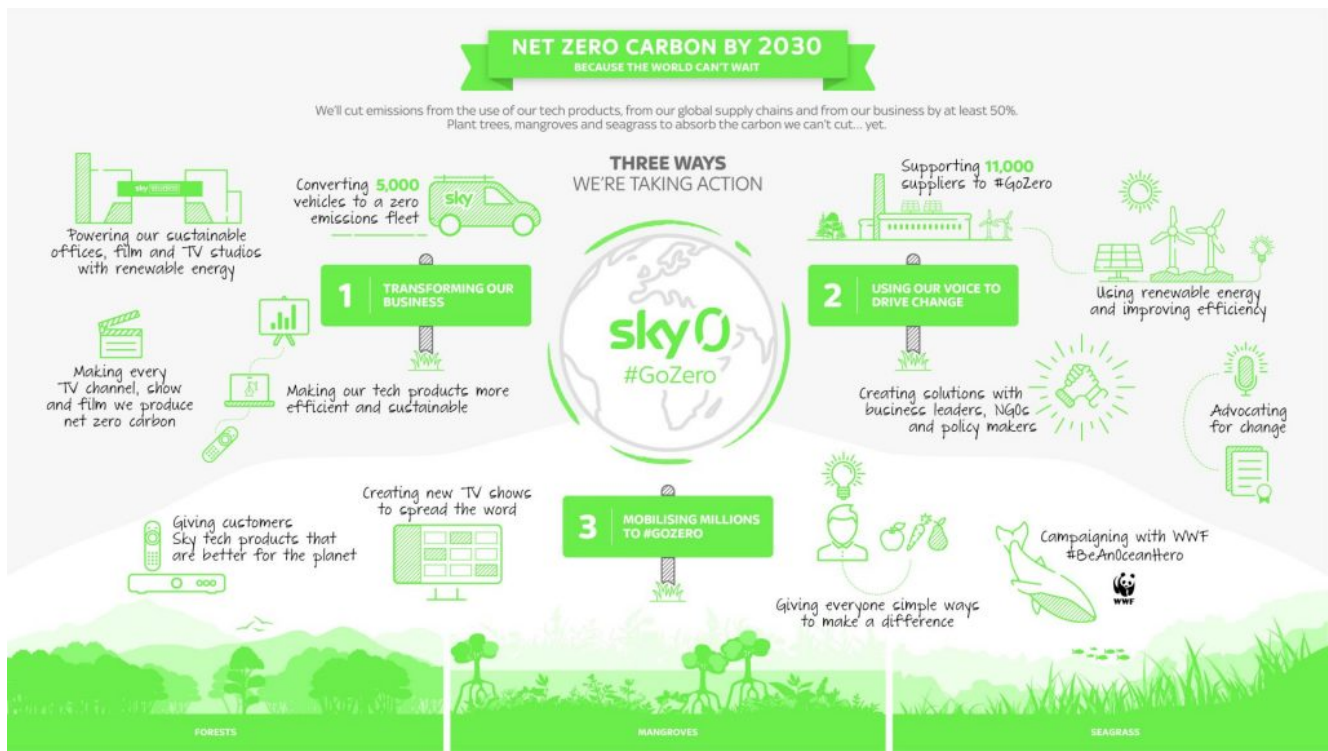 NET ZERO CARBON BY 2030
BECAUSE THE WORLD CAN'T WAIT
We'll cut emissions from the use of our tech products, from our global supply chains and from our business by at least 50%.
Plant trees, mangroves and seagrass to absorb the carbon we can't cut... yet.
THREE WAYS
WE'RE TAKING ACTION
sky studios
Powering our sustainable
offices, film and TV studios
with renewable energy
Converting 5,000
vehicles to a zero
emissions fleet
sky
1
TRANSFORMING OUR
BUSINESS
Making every
TV channel, show
and film we produce
net zero carbon
Making our tech products more
efficient and sustainable
sky 0
#GoZero
Supporting 11,000
suppliers to #GoZero
2
USING OUR VOICE TO
DRIVE CHANGE
Using renewable energy
and improving efficiency
Creating solutions with
business leaders, NGOs
and policy makers
Advocating
for change
3
MOBILISING MILLIONS
TO #GOZERO
Giving customers
Sky tech products that
are better for the planet
Creating new TV shows
to spread the word
Giving everyone simple ways
to make a difference
Campaigning with WWF
#BeAnOceanHero
WWF
FORESTS
MANGROVES
SEAGRASS